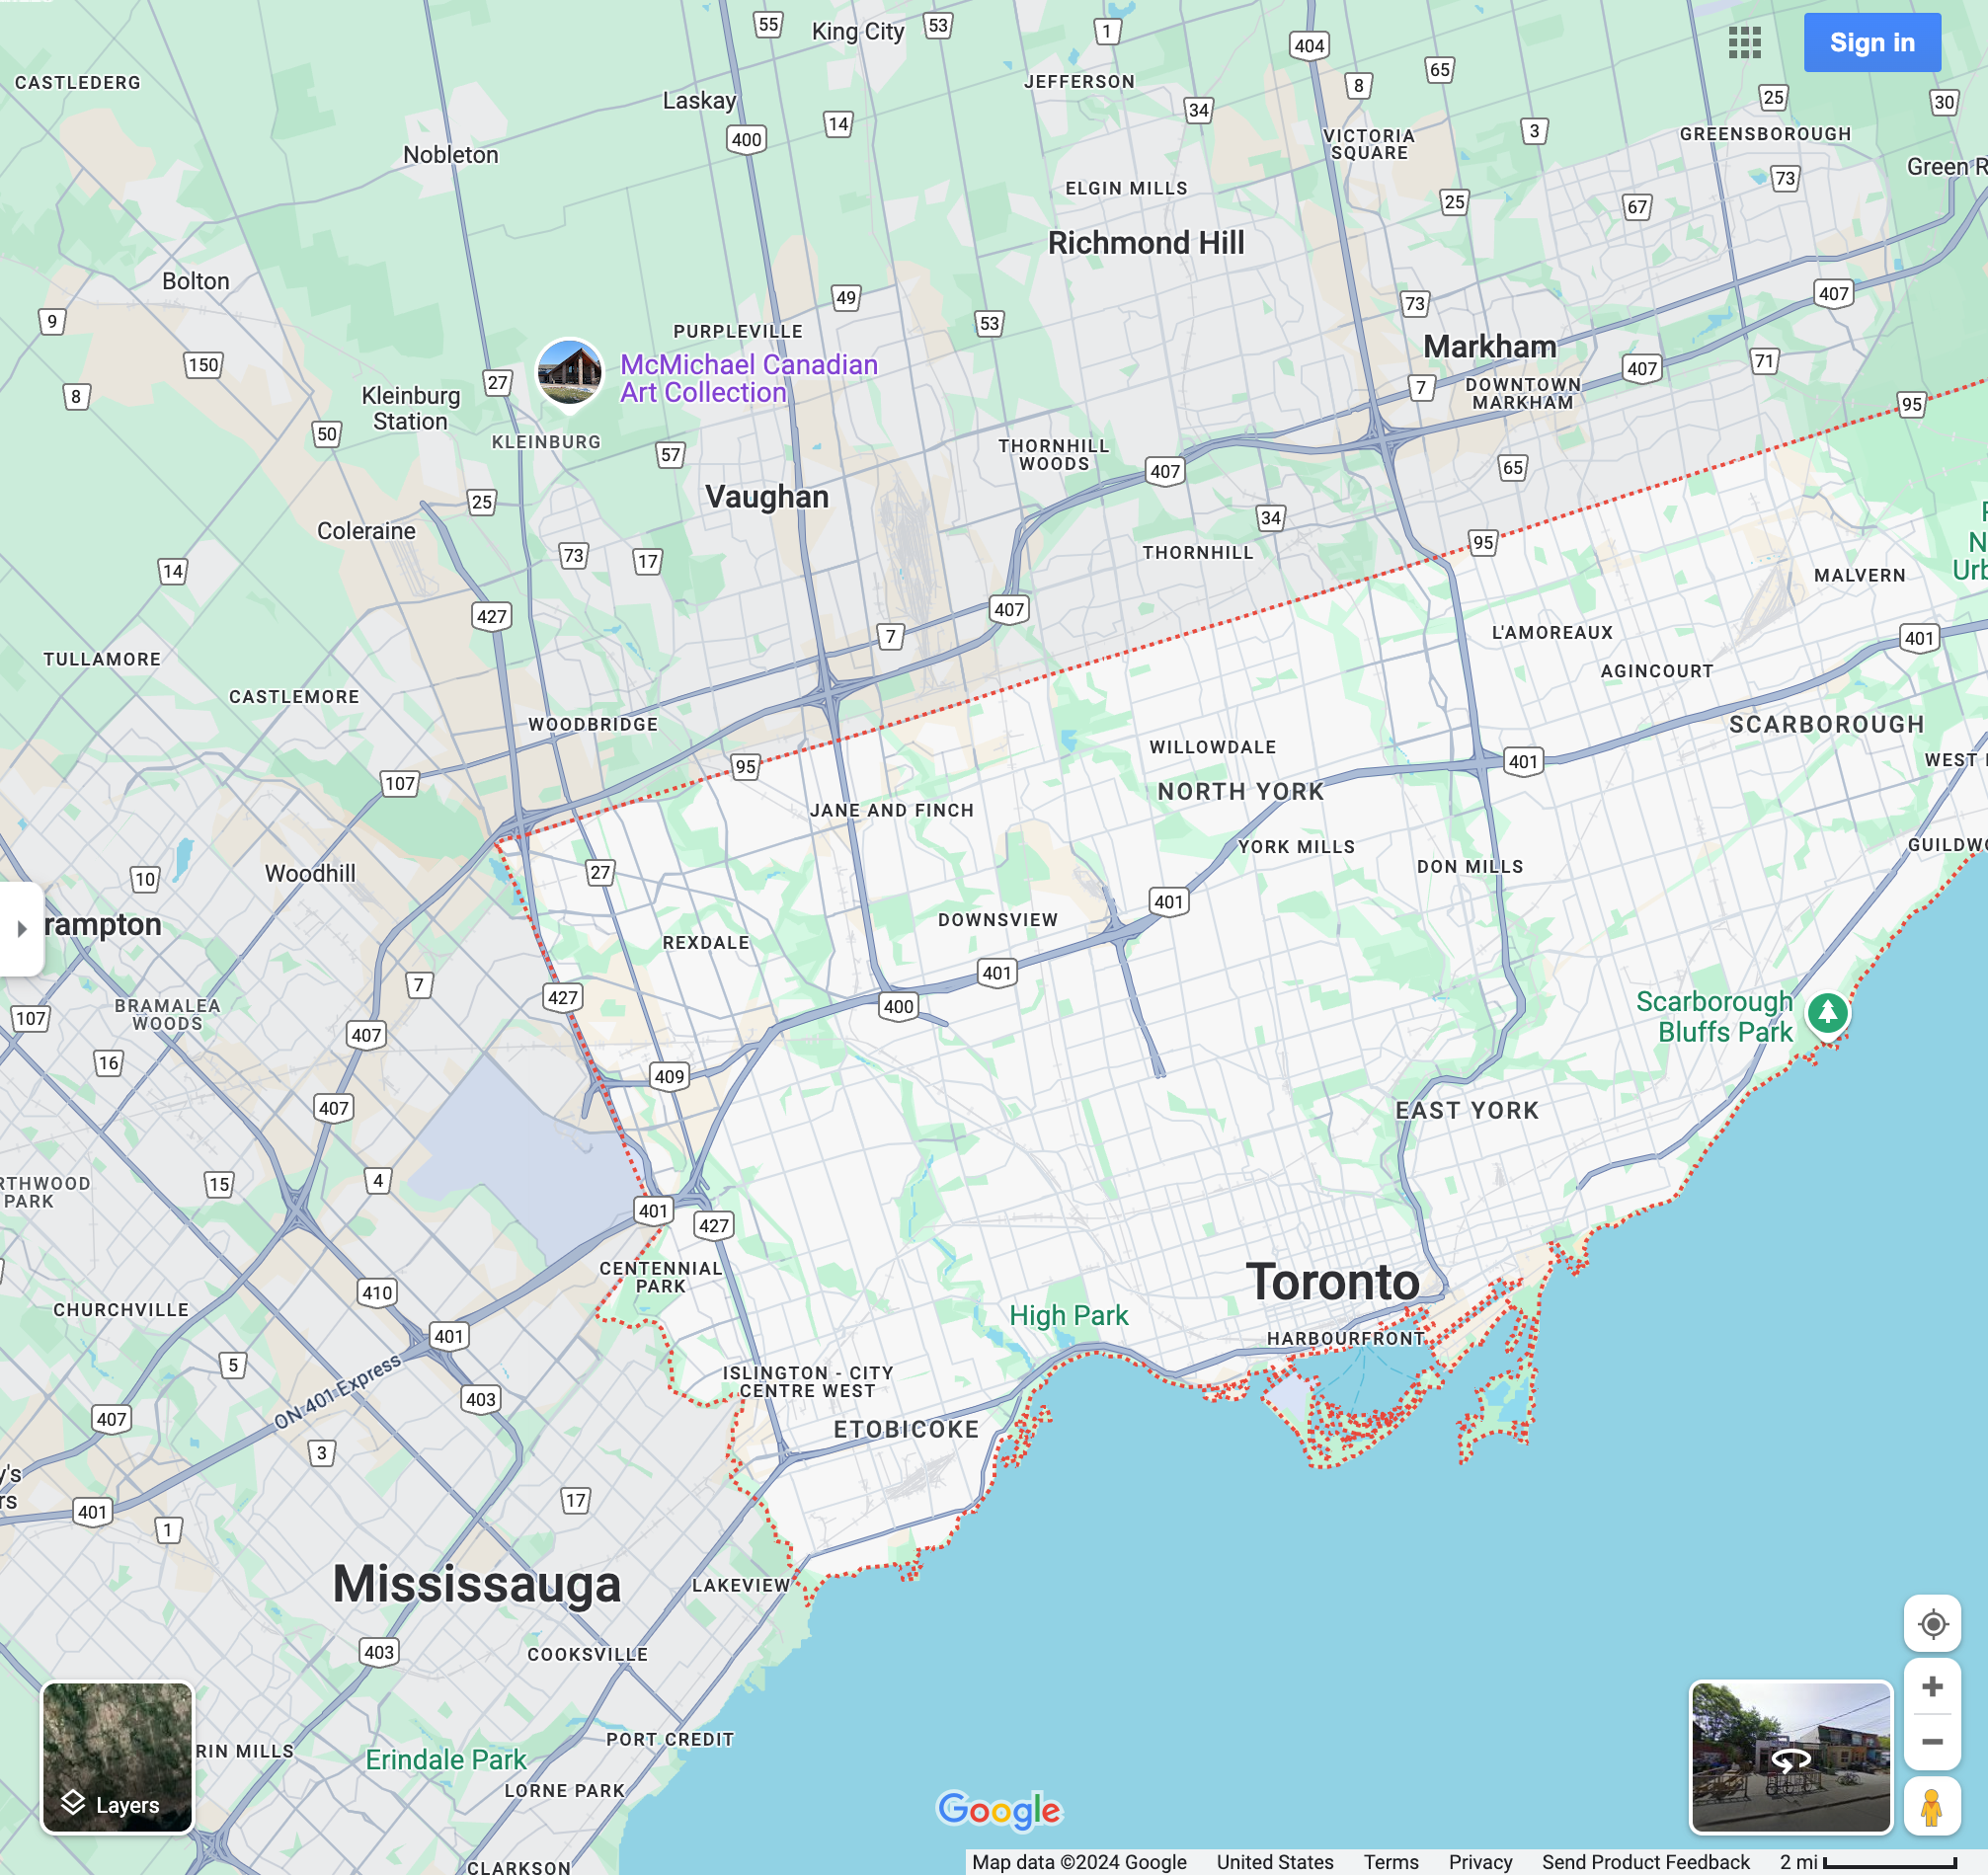 55
King City
53
1
404
65
Sign in
CASTLEDERG
JEFFERSON
8
25
30
Laskay
400
14
34
VICTORIA
SQUARE
3
GREENSBOROUGH
Nobleton
Green R
73
ELGIN MILLS
25
67
Richmond Hill
Bolton
49
73
407
9
PURPLEVILLE
53
Markham
150
McMichael Canadian
Art Collection
407
71
8
Kleinburg
Station
27
7
DOWNTOWN
MARKHAM
95
50
KLEINBURG
57
THORNHILL
WOODS
407
65
Vaughan
25
34
Coleraine
95
N
Urb
73
17
THORNHILL
14
MALVERN
427
407
7
L'AMOREAUX
401
TULLAMORE
AGINCOURT
CASTLEMORE
WOODBRIDGE
SCARBOROUGH
95
WILLOWDALE
401
WEST
107
NORTH YORK
JANE AND FINCH
YORK MILLS
GUILDWO
Woodhill
27
DON MILLS
10
401
rampton
DOWNSVIEW
REXDALE
401
7
427
400
Scarborough
Bluffs Park
BRAMALEA
WOODS
107
407
16
409
407
EAST YORK
RTHWOOD
PARK
15
4
401
427
CENTENNIAL
PARK
Toronto
410
CHURCHVILLE
High Park
401
HARBOURFRONT
5
ON 401 Express
ISLINGTON - CITY
CENTRE WEST
403
407
ETOBICOKE
3
y's
rs
17
401
1
Mississauga
LAKEVIEW
403
COOKSVILLE
PORT CREDIT
RIN MILLS
Erindale Park
LORNE PARK
Layers
Google
CLARKSON
Map data ©2024 Google
United States
Terms
Privacy
Send Product Feedback
2 mi